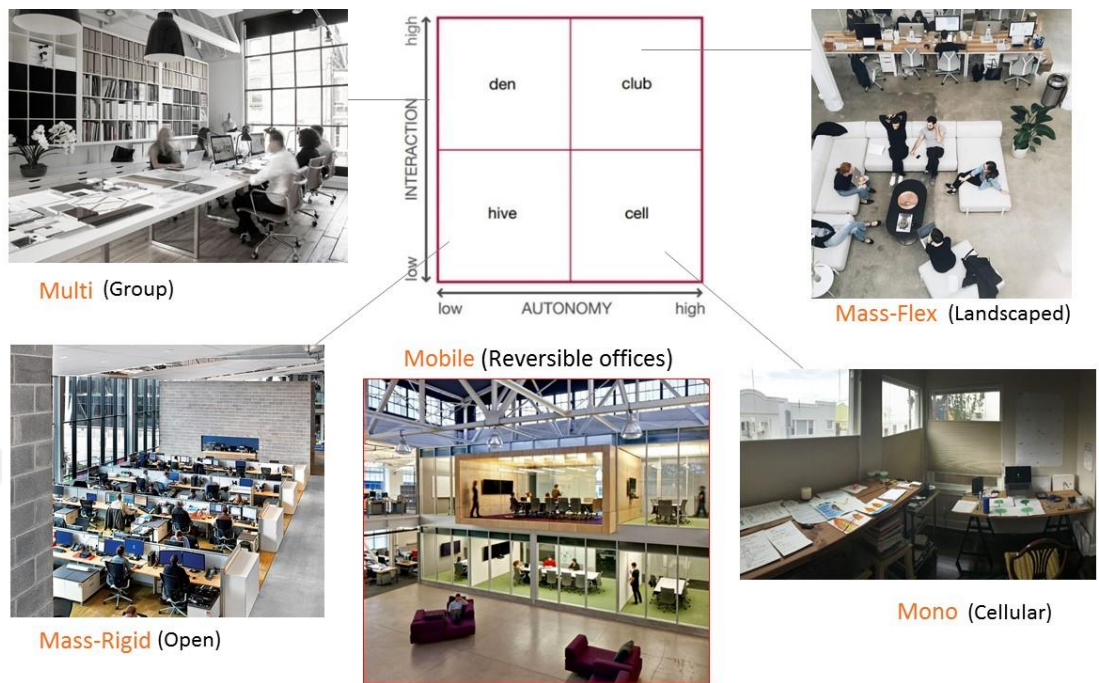 high
den
club
INTERACTION
hive
cell
low
low AUTONOMY high
Multi (Group)
Mass-Flex (Landscaped)
Mobile (Reversible offices)
Mass-Rigid (Open)
Mono (Cellular)